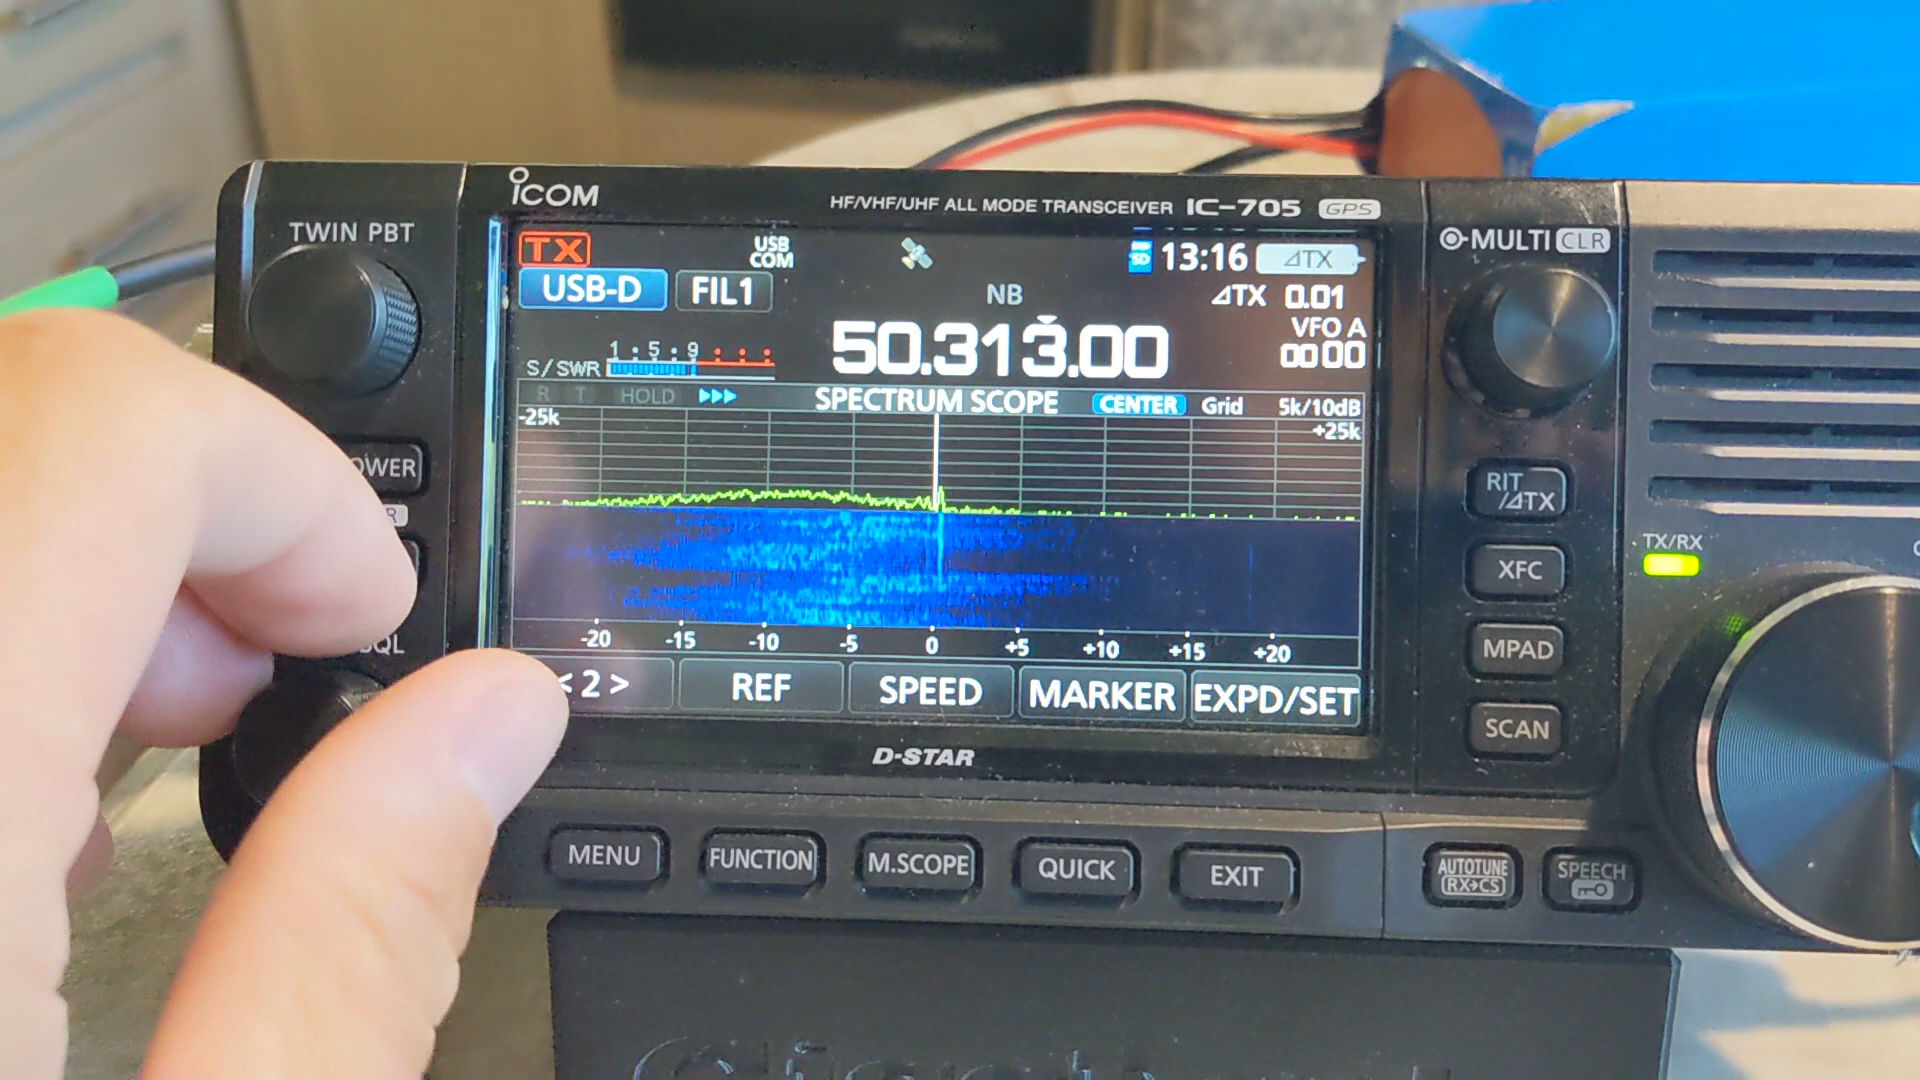 ICOM
HF/VHF/UHF ALL MODE TRANSCEIVER IC-705 GPS
TWIN PBT
MULTI CLR
TX
USB
COM
SD
13:16
ΔTX
USB-D
FIL1
NB
ΔTX 0.01
VFO A
00 00
50.313.00
S/SWR
1 5 9
R T HOLD
SPECTRUM SCOPE
CENTER
Grid
5k/10dB
-25k
+25k
-20 -15 -10 -5 0 +5 +10 +15 +20
<2>
REF
SPEED
MARKER
EXPD/SET
D-STAR
RIT
/ΔTX
XFC
MPAD
SCAN
TX/RX
MENU
FUNCTION
M.SCOPE
QUICK
EXIT
AUTOTUNE
RX→CS
SPEECH